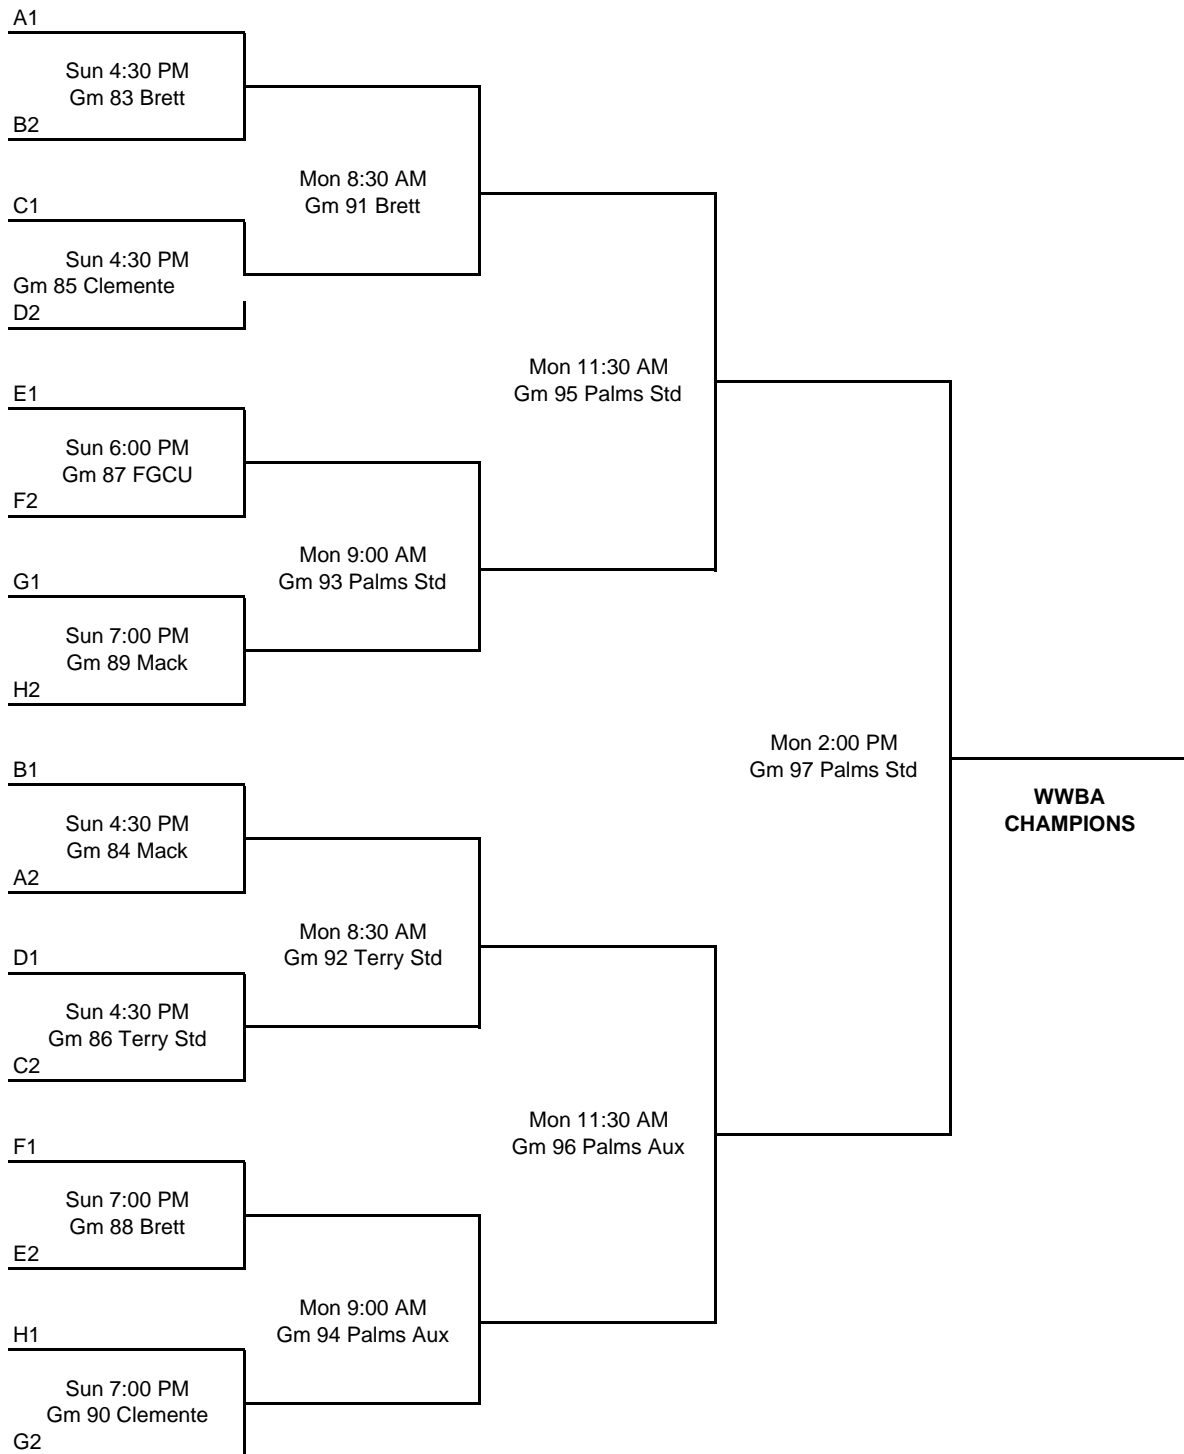 A1
Sun 4:30 PM
Gm 83 Brett
B2
Mon 8:30 AM
Gm 91 Brett
C1
Sun 4:30 PM
Gm 85 Clemente
D2
Mon 11:30 AM
Gm 95 Palms Std
E1
Sun 6:00 PM
Gm 87 FGCU
F2
Mon 9:00 AM
Gm 93 Palms Std
G1
Sun 7:00 PM
Gm 89 Mack
H2
Mon 2:00 PM
Gm 97 Palms Std
WWBA
CHAMPIONS
B1
Sun 4:30 PM
Gm 84 Mack
A2
Mon 8:30 AM
Gm 92 Terry Std
D1
Sun 4:30 PM
Gm 86 Terry Std
C2
Mon 11:30 AM
Gm 96 Palms Aux
F1
Sun 7:00 PM
Gm 88 Brett
E2
Mon 9:00 AM
Gm 94 Palms Aux
H1
Sun 7:00 PM
Gm 90 Clemente
G2